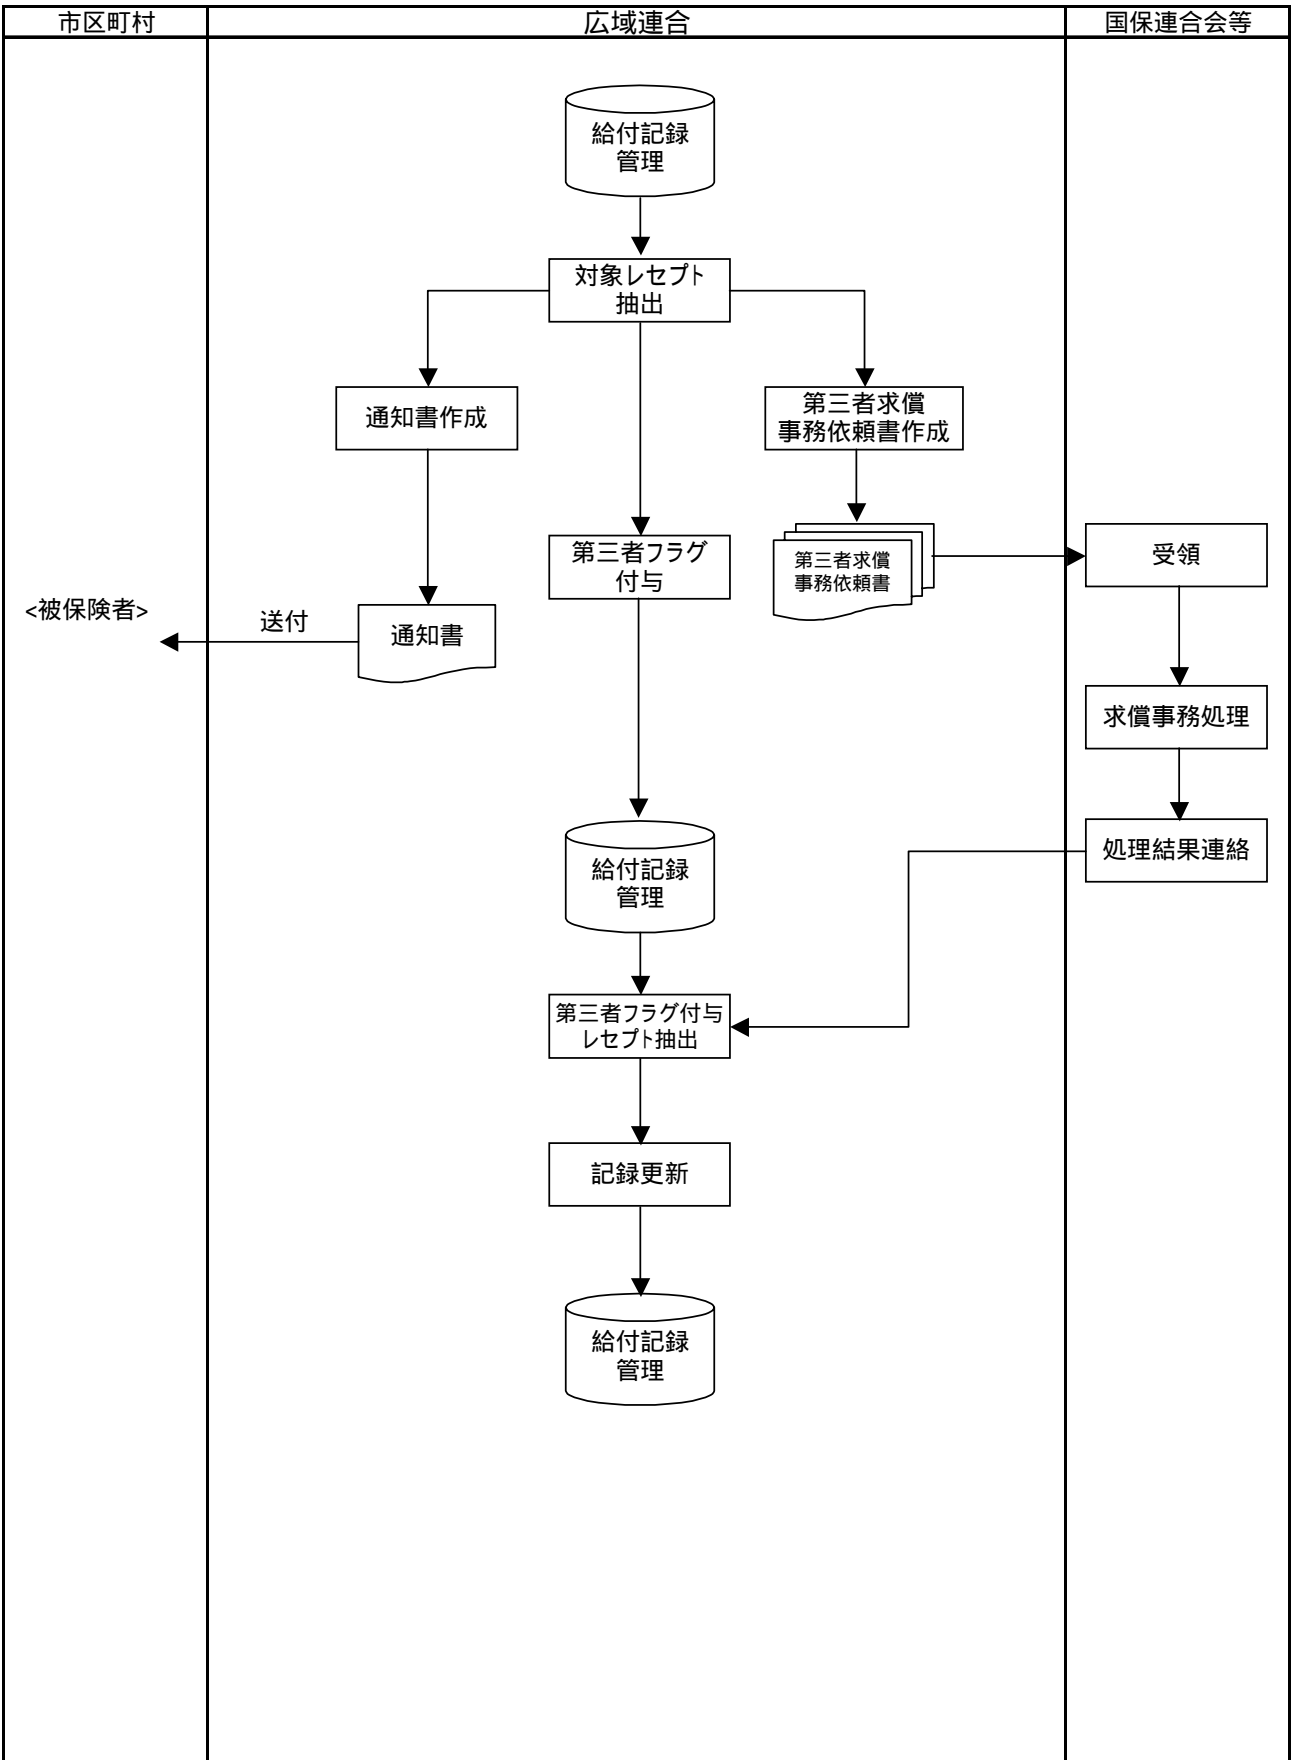 市区町村
広域連合
国保連合会等
給付記録
管理
対象レセプト
抽出
通知書作成
第三者求償
事務依頼書作成
第三者フラグ
付与
第三者求償
事務依頼書
受領
<被保険者>
送付
通知書
求償事務処理
給付記録
管理
処理結果連絡
第三者フラグ付与
レセプト抽出
記録更新
給付記録
管理